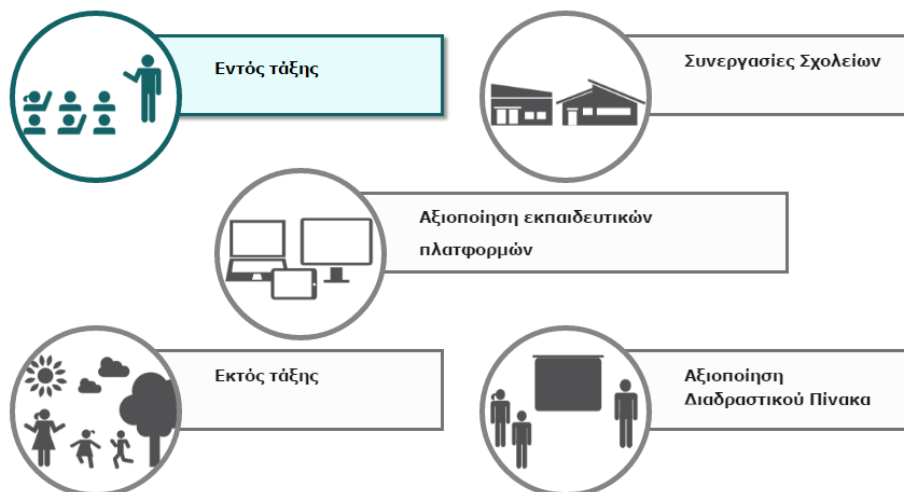 Εντός τάξης
Συνεργασίες Σχολείων
Αξιοποίηση εκπαιδευτικών
πλατφορμών
Εκτός τάξης
Αξιοποίηση
Διαδραστικού Πίνακα